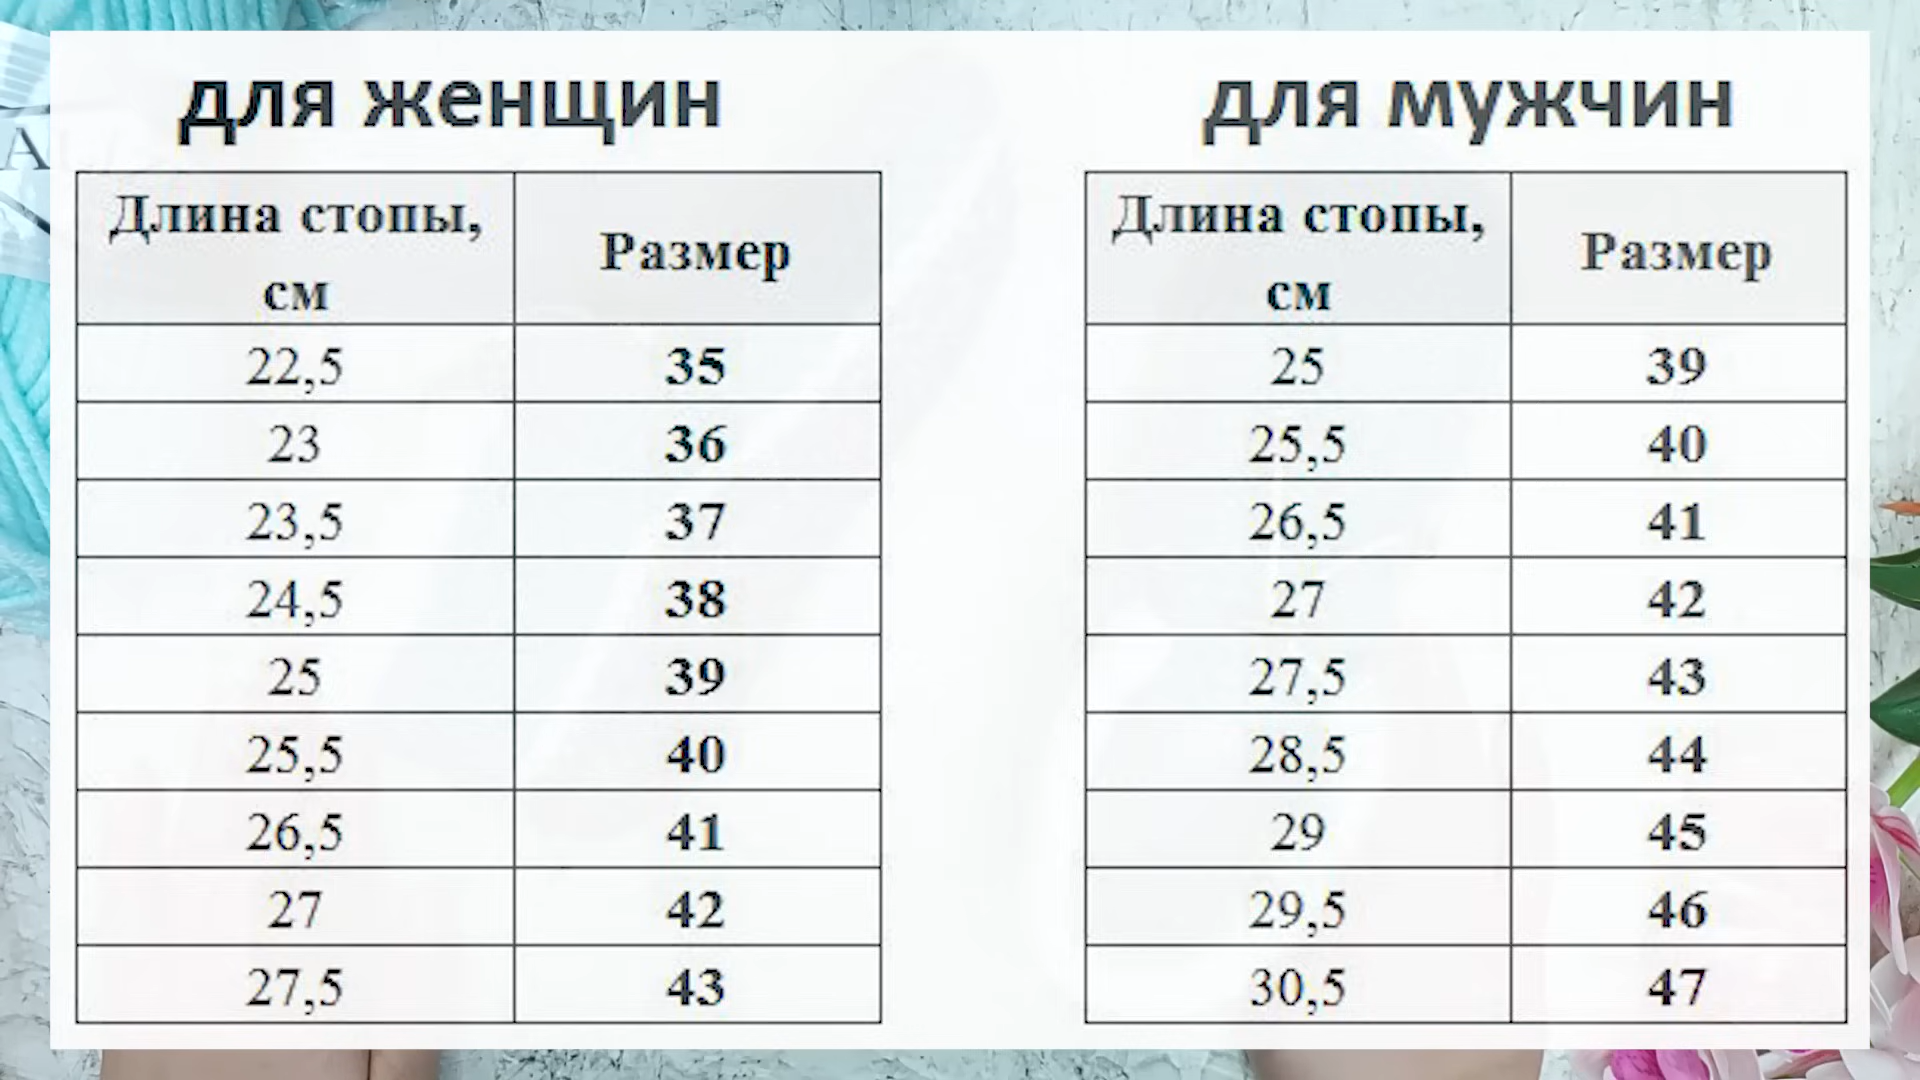 для женщин
Длина стопы,
см
Размер
22,5 35
23 36
23,5 37
24,5 38
25 39
25,5 40
26,5 41
27 42
27,5 43
для мужчин
Длина стопы,
см
Размер
25 39
25,5 40
26,5 41
27 42
27,5 43
28,5 44
29 45
29,5 46
30,5 47